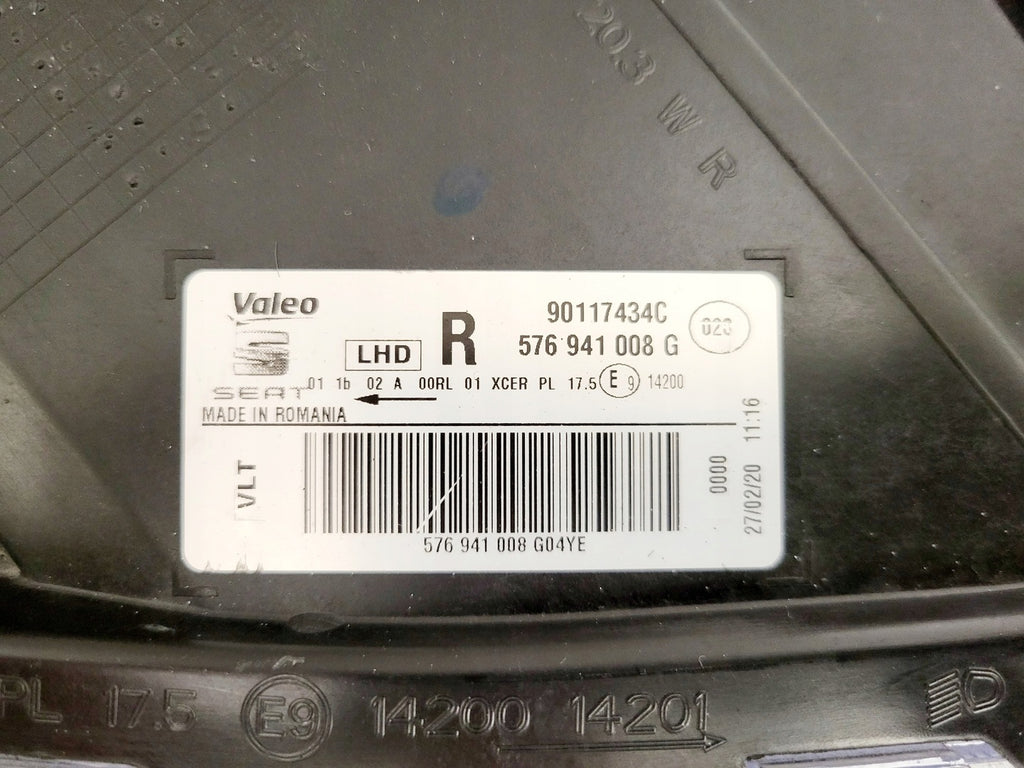 203 W R
Valeo
SEAT
LHD
R
90117434C
023
576 941 008 G
01 1b 02 A 00RL 01 XCER PL 17.5 E 9 14200
MADE IN ROMANIA
VLT
0000
27/02/20 11:16
576 941 008 G04YE
PL 17.5 E9 14200 14201